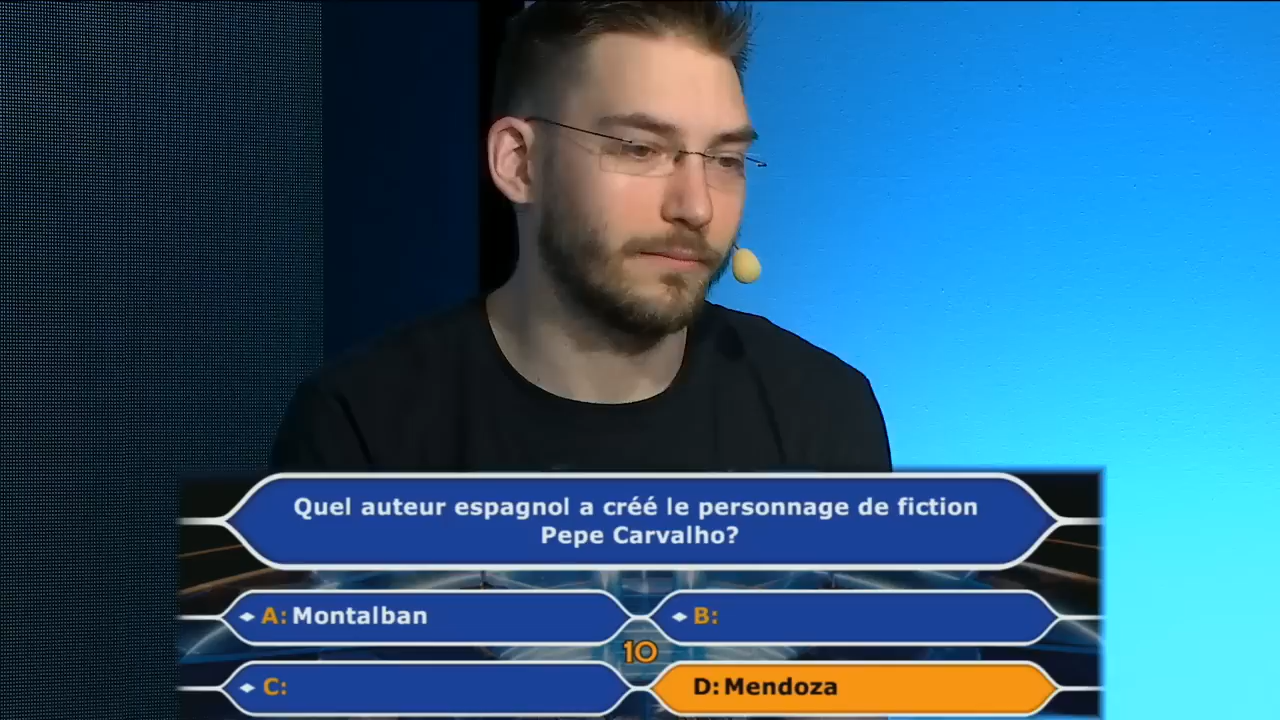 Quel auteur espagnol a créé le personnage de fiction
Pepe Carvalho?
A: Montalban
B:
10
C:
D: Mendoza